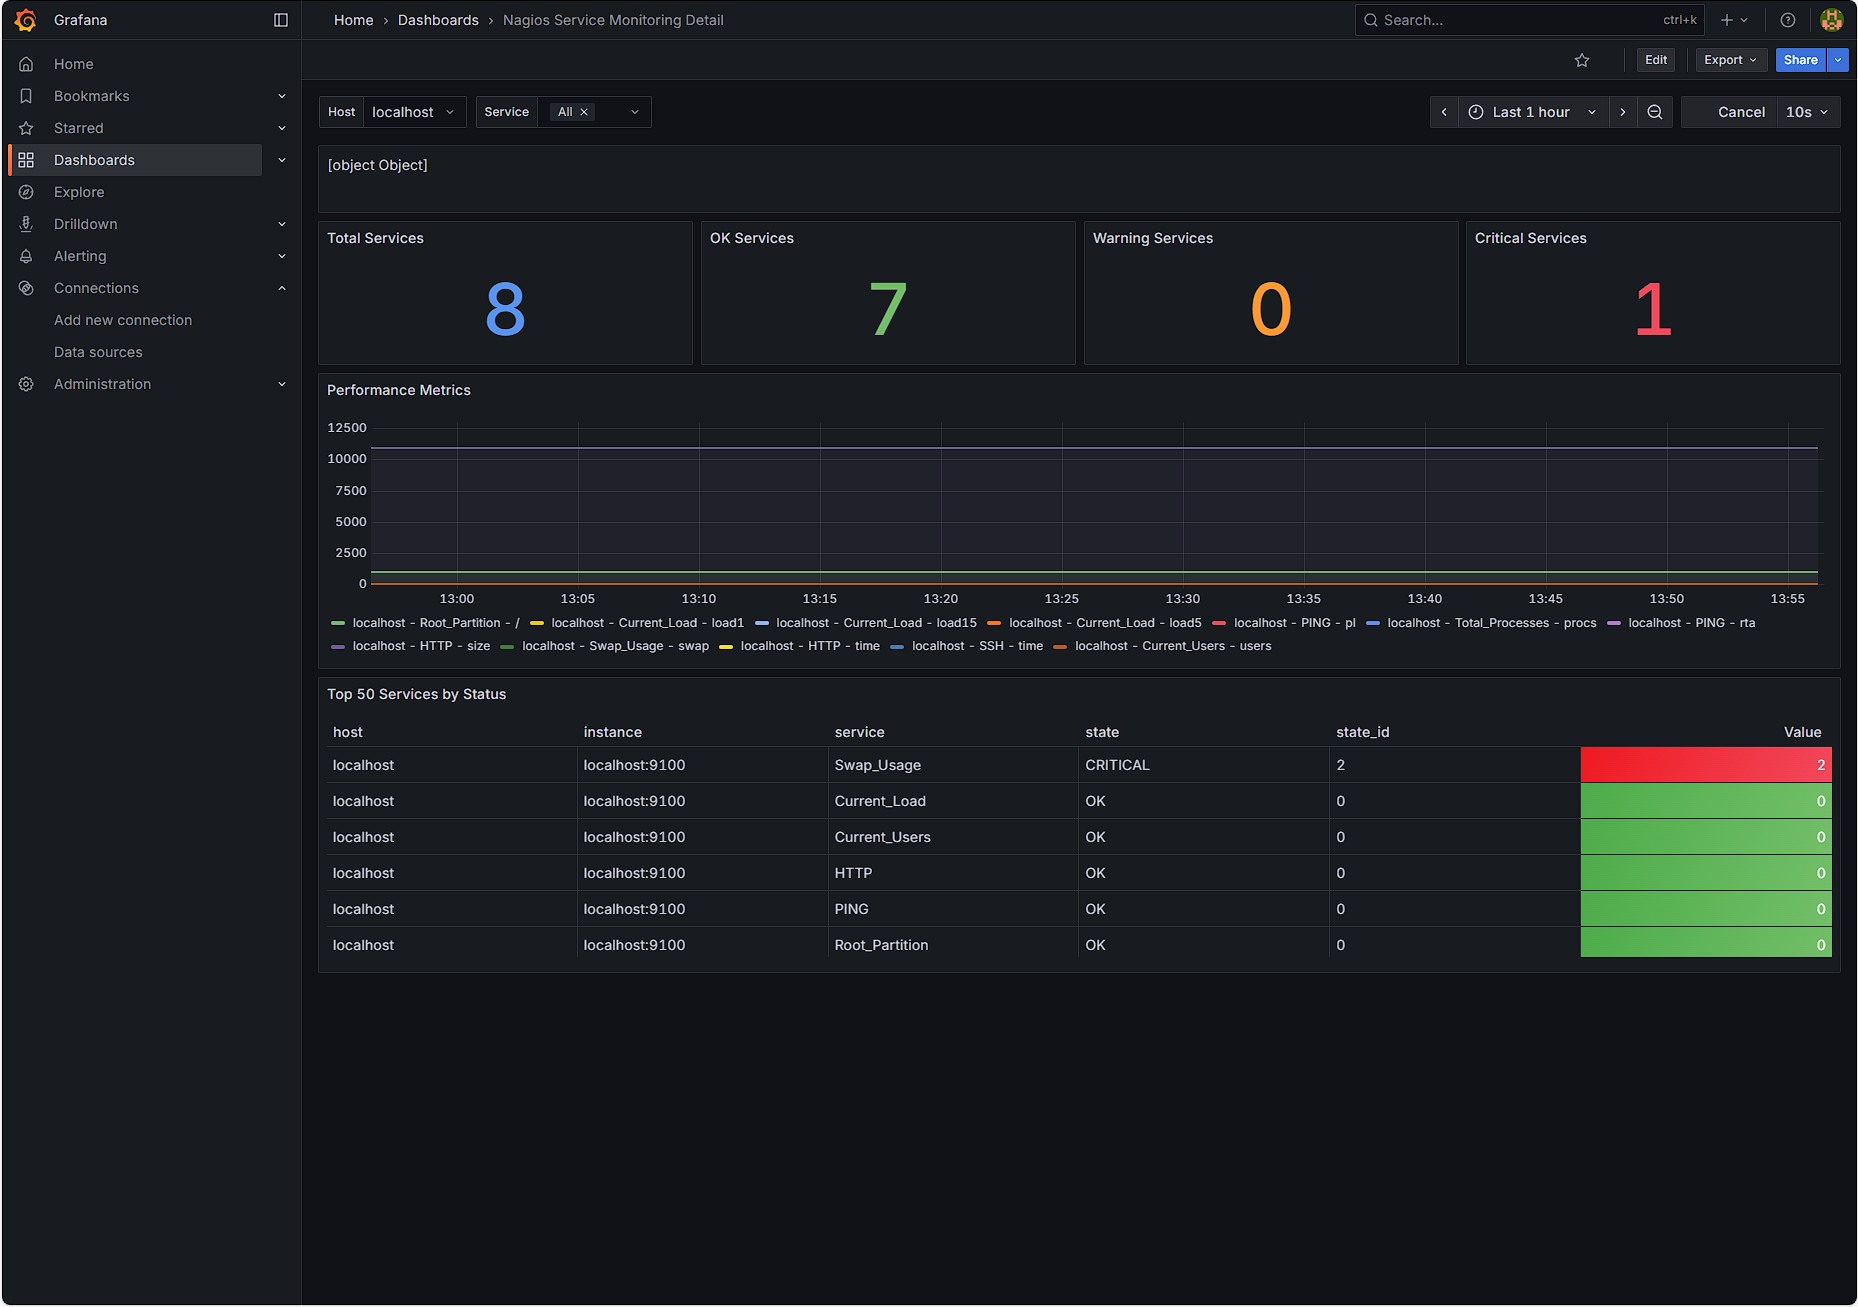 Grafana
Home › Dashboards › Nagios Service Monitoring Detail
Search... ctrl+k
Home
Bookmarks
Starred
Dashboards
Explore
Drilldown
Alerting
Connections
Add new connection
Data sources
Administration
Edit
Export
Share
Host localhost
Service All
Last 1 hour
Cancel 10s
[object Object]
Total Services
8
OK Services
7
Warning Services
0
Critical Services
1
Performance Metrics
12500
10000
7500
5000
2500
0
13:00 13:05 13:10 13:15 13:20 13:25 13:30 13:35 13:40 13:45 13:50 13:55
localhost - Root_Partition - / localhost - Current_Load - load1 localhost - Current_Load - load15 localhost - Current_Load - load5 localhost - PING - pl localhost - Total_Processes - procs localhost - PING - rta
localhost - HTTP - size localhost - Swap_Usage - swap localhost - HTTP - time localhost - SSH - time localhost - Current_Users - users
Top 50 Services by Status
host instance service state state_id Value
localhost localhost:9100 Swap_Usage CRITICAL 2 2
localhost localhost:9100 Current_Load OK 0 0
localhost localhost:9100 Current_Users OK 0 0
localhost localhost:9100 HTTP OK 0 0
localhost localhost:9100 PING OK 0 0
localhost localhost:9100 Root_Partition OK 0 0